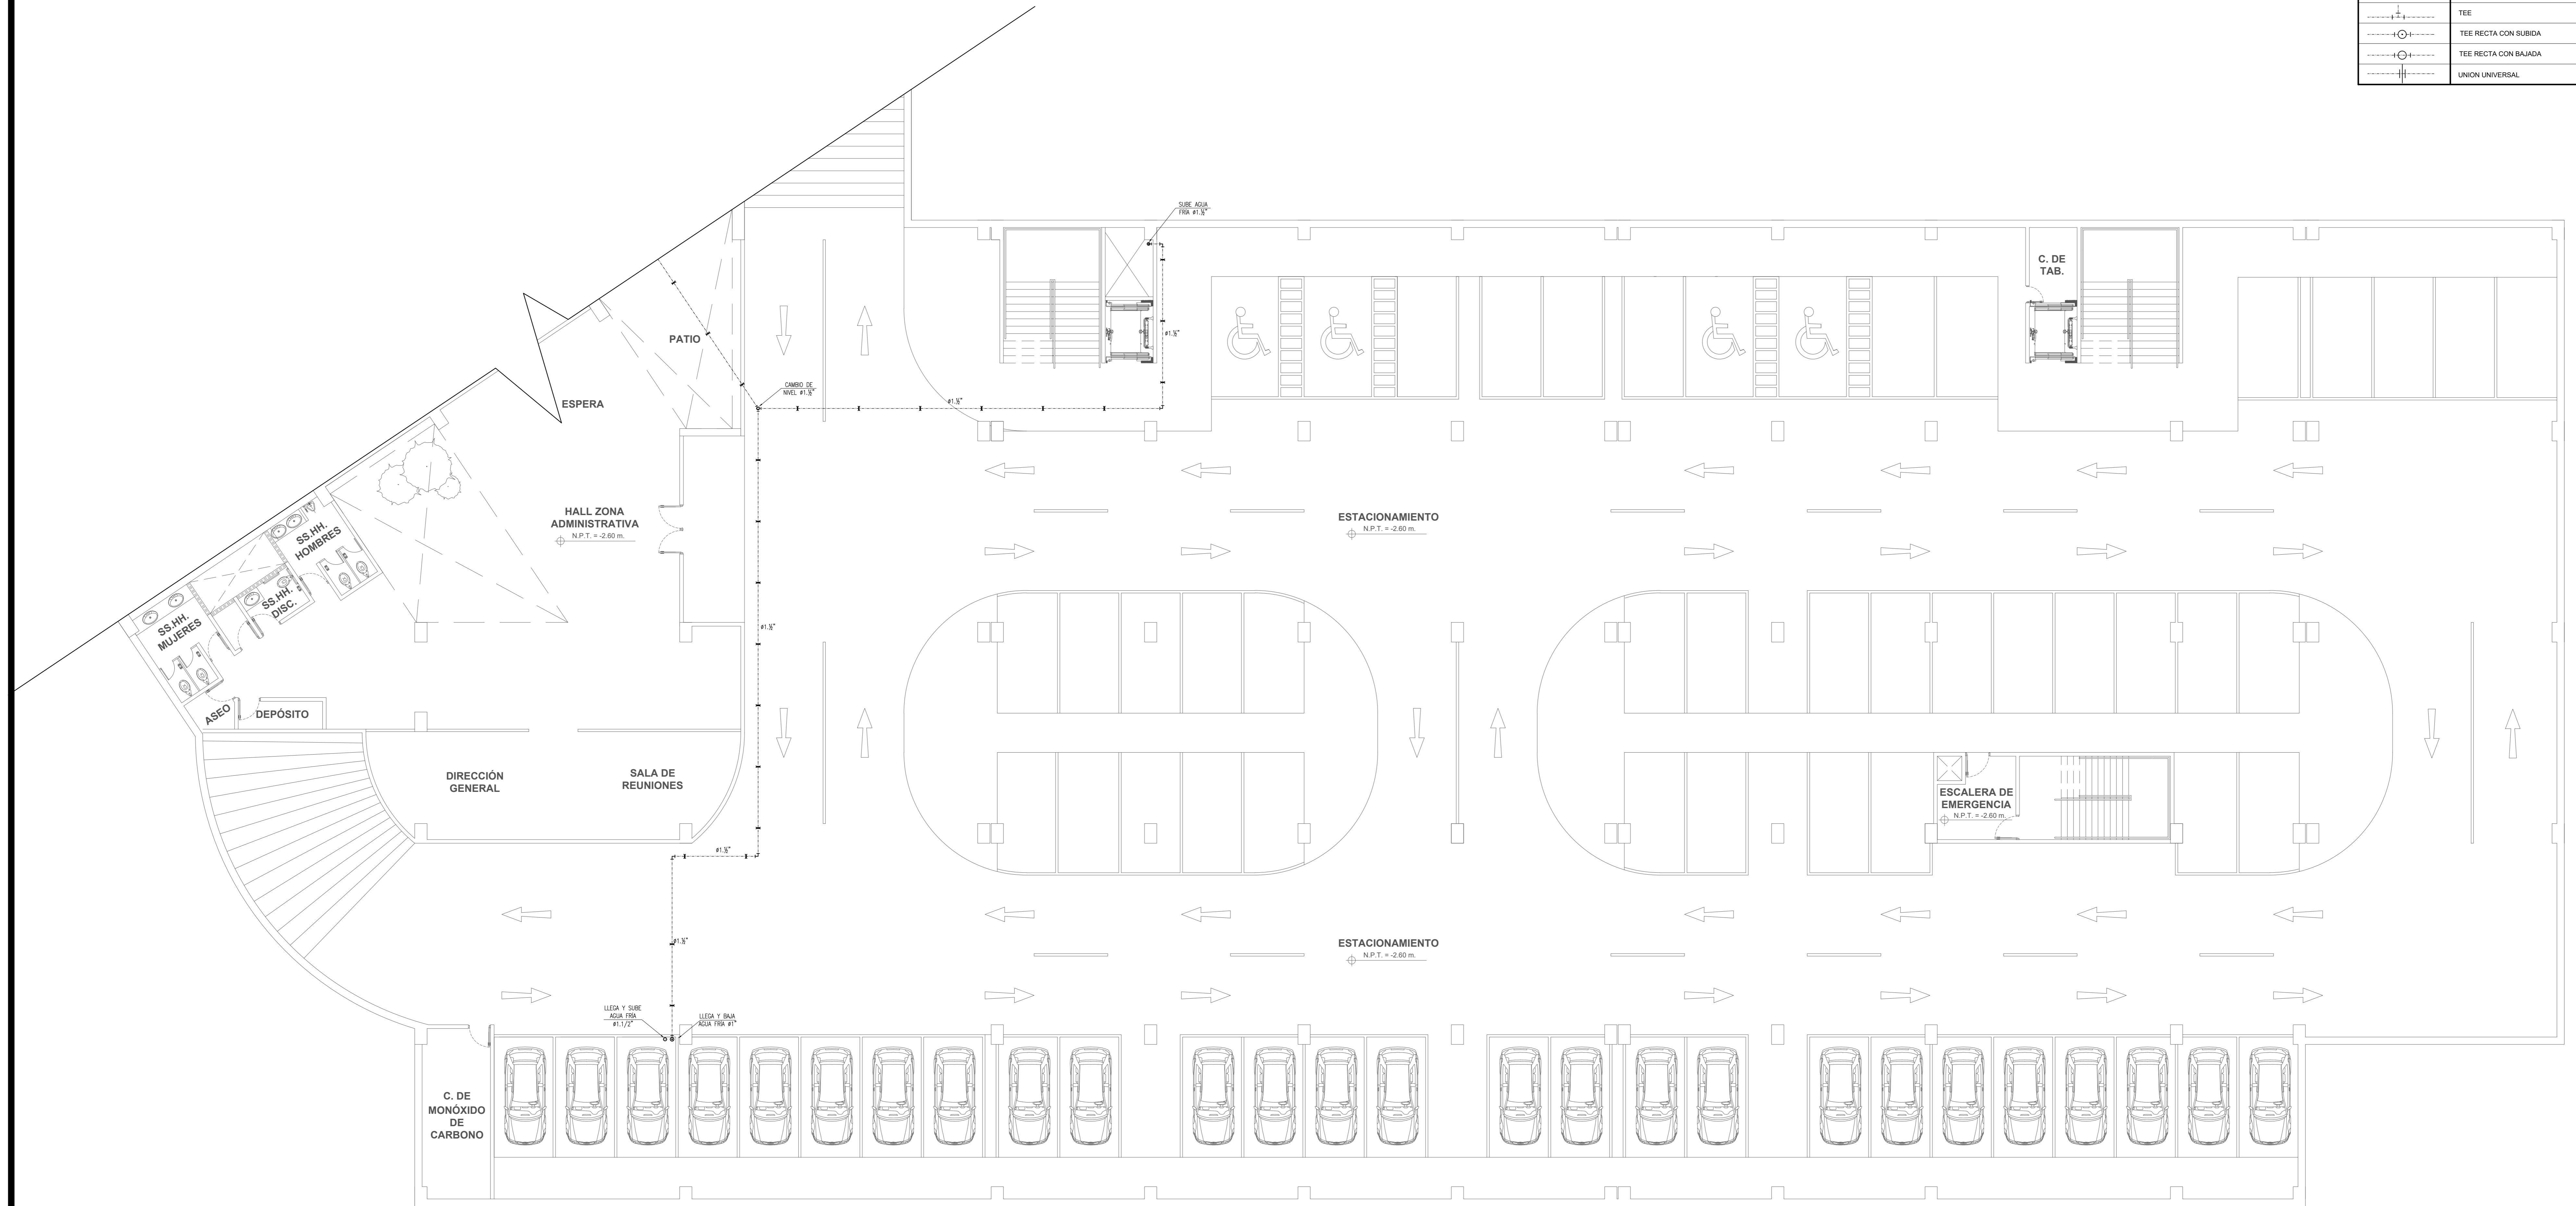 TEE
TEE RECTA CON SUBIDA
TEE RECTA CON BAJADA
UNION UNIVERSAL
SUBE AGUA
FRÍA ø1.½"
C. DE
TAB.
PATIO
ø1.½"
CAMBIO DE
NIVEL ø1.½"
ø1.½"
ESPERA
HALL ZONA
ADMINISTRATIVA
N.P.T. = -2.60 m.
ESTACIONAMIENTO
N.P.T. = -2.60 m.
SS.HH.
HOMBRES
SS.HH.
DISC.
SS.HH.
MUJERES
ø1.½"
ASEO
DEPÓSITO
DIRECCIÓN
GENERAL
SALA DE
REUNIONES
ESCALERA DE
EMERGENCIA
N.P.T. = -2.60 m.
ø1.½"
ø1.½"
ESTACIONAMIENTO
N.P.T. = -2.60 m.
LLEGA Y SUBE
AGUA FRÍA
ø1.1/2"
LLEGA Y BAJA
AGUA FRÍA ø1"
C. DE
MONÓXIDO
DE
CARBONO